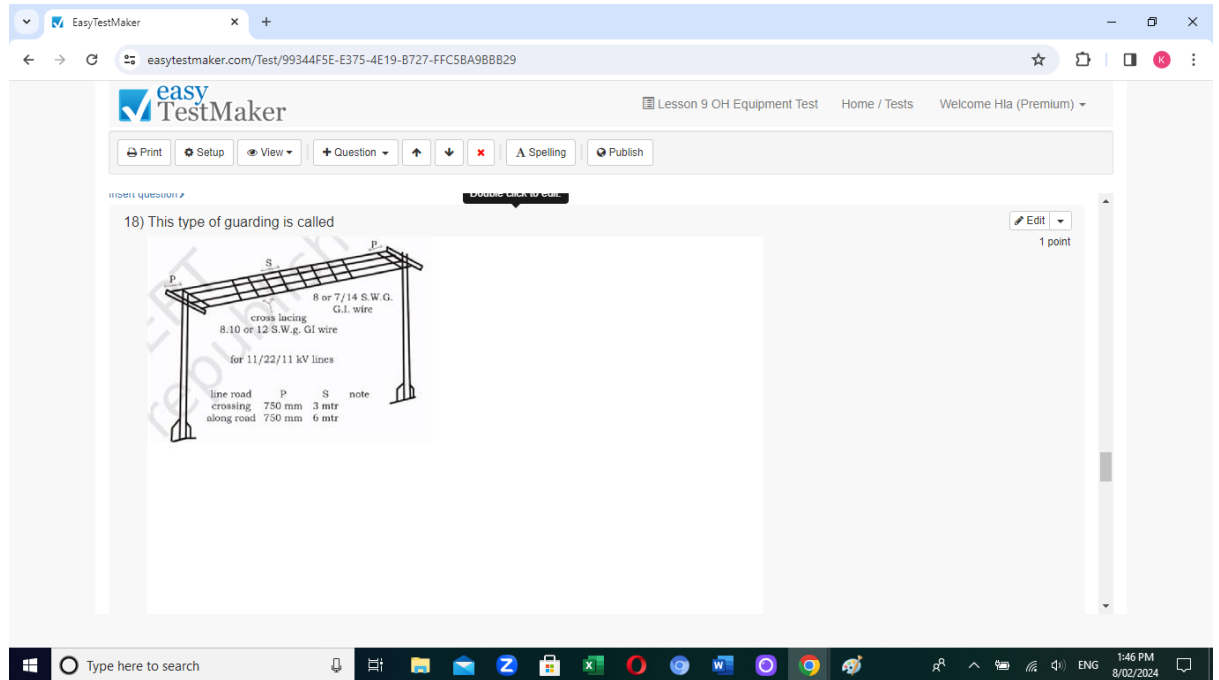 EasyTestMaker
easytestmaker.com/Test/99344F5E-E375-4E19-B727-FFC5BA9BBB29
K
easy
TestMaker
Lesson 9 OH Equipment Test
Home / Tests
Welcome Hla (Premium)
Print
Setup
View
+ Question
A Spelling
Publish
Insert question
Double click to edit.
18) This type of guarding is called
Edit
1 point
P
S
P
8 or 7/14 S.W.G.
G.I. wire
cross lacing
8.10 or 12 S.W.g. GI wire
for 11/22/11 kV lines
line road P S note
crossing 750 mm 3 mtr
along road 750 mm 6 mtr
republish
Type here to search
ENG
1:46 PM
8/02/2024